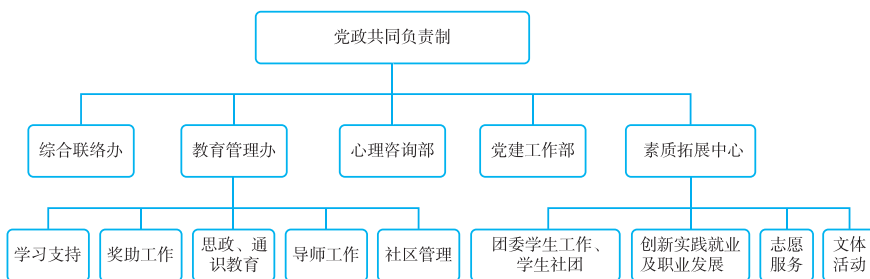 党政共同负责制
综合联络办
教育管理办
心理咨询部
党建工作部
素质拓展中心
学习支持
奖助工作
思政、通
识教育
导师工作
社区管理
团委学生工作、
学生社团
创新实践就业
及职业发展
志愿
服务
文体
活动